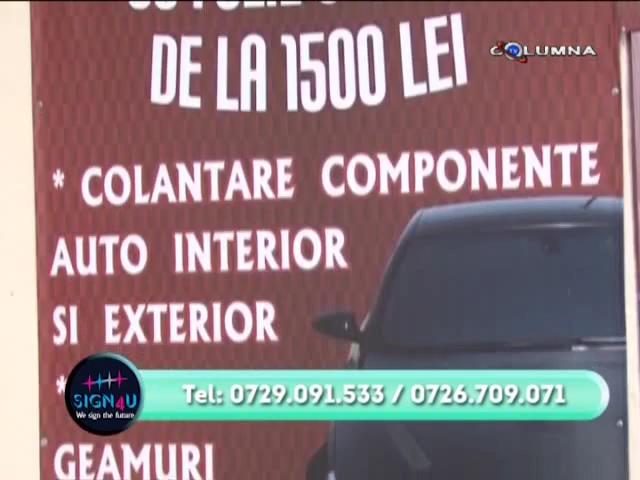 DE LA 1500 LEI
COLUMNA
TV
* COLANTARE COMPONENTE
AUTO INTERIOR
SI EXTERIOR
*
SIGN4U
We sign the future
Tel: 0729.091.533 / 0726.709.071
GEAMURI